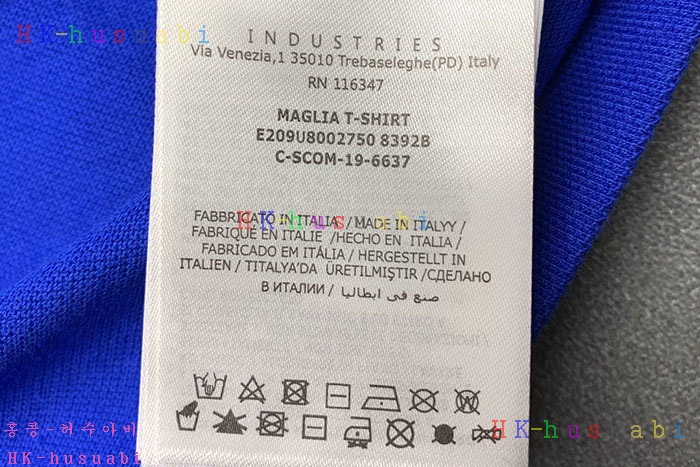 HK-husuabi
INDUSTRIES
Via Venezia,1 35010 Trebaseleghe(PD) Italy
RN 116347
MAGLIA T-SHIRT
E209U8002750 8392B
C-SCOM-19-6637
HK-husuabi
FABBRICATO IN ITALIA /MADE IN ITALYY /
FABRIQUE EN ITALIE /HECHO EN ITALIA /
FABRICADO EM ITÁLIA / HERGESTELLT IN
ITALIEN / TITALYA'DA ÜRETILMIŞTIR /СДЕЛАНО
В ИТАЛИИ / صنع في ايطاليا
홍콩-허수아비
HK-husuabi
HK-husuabi